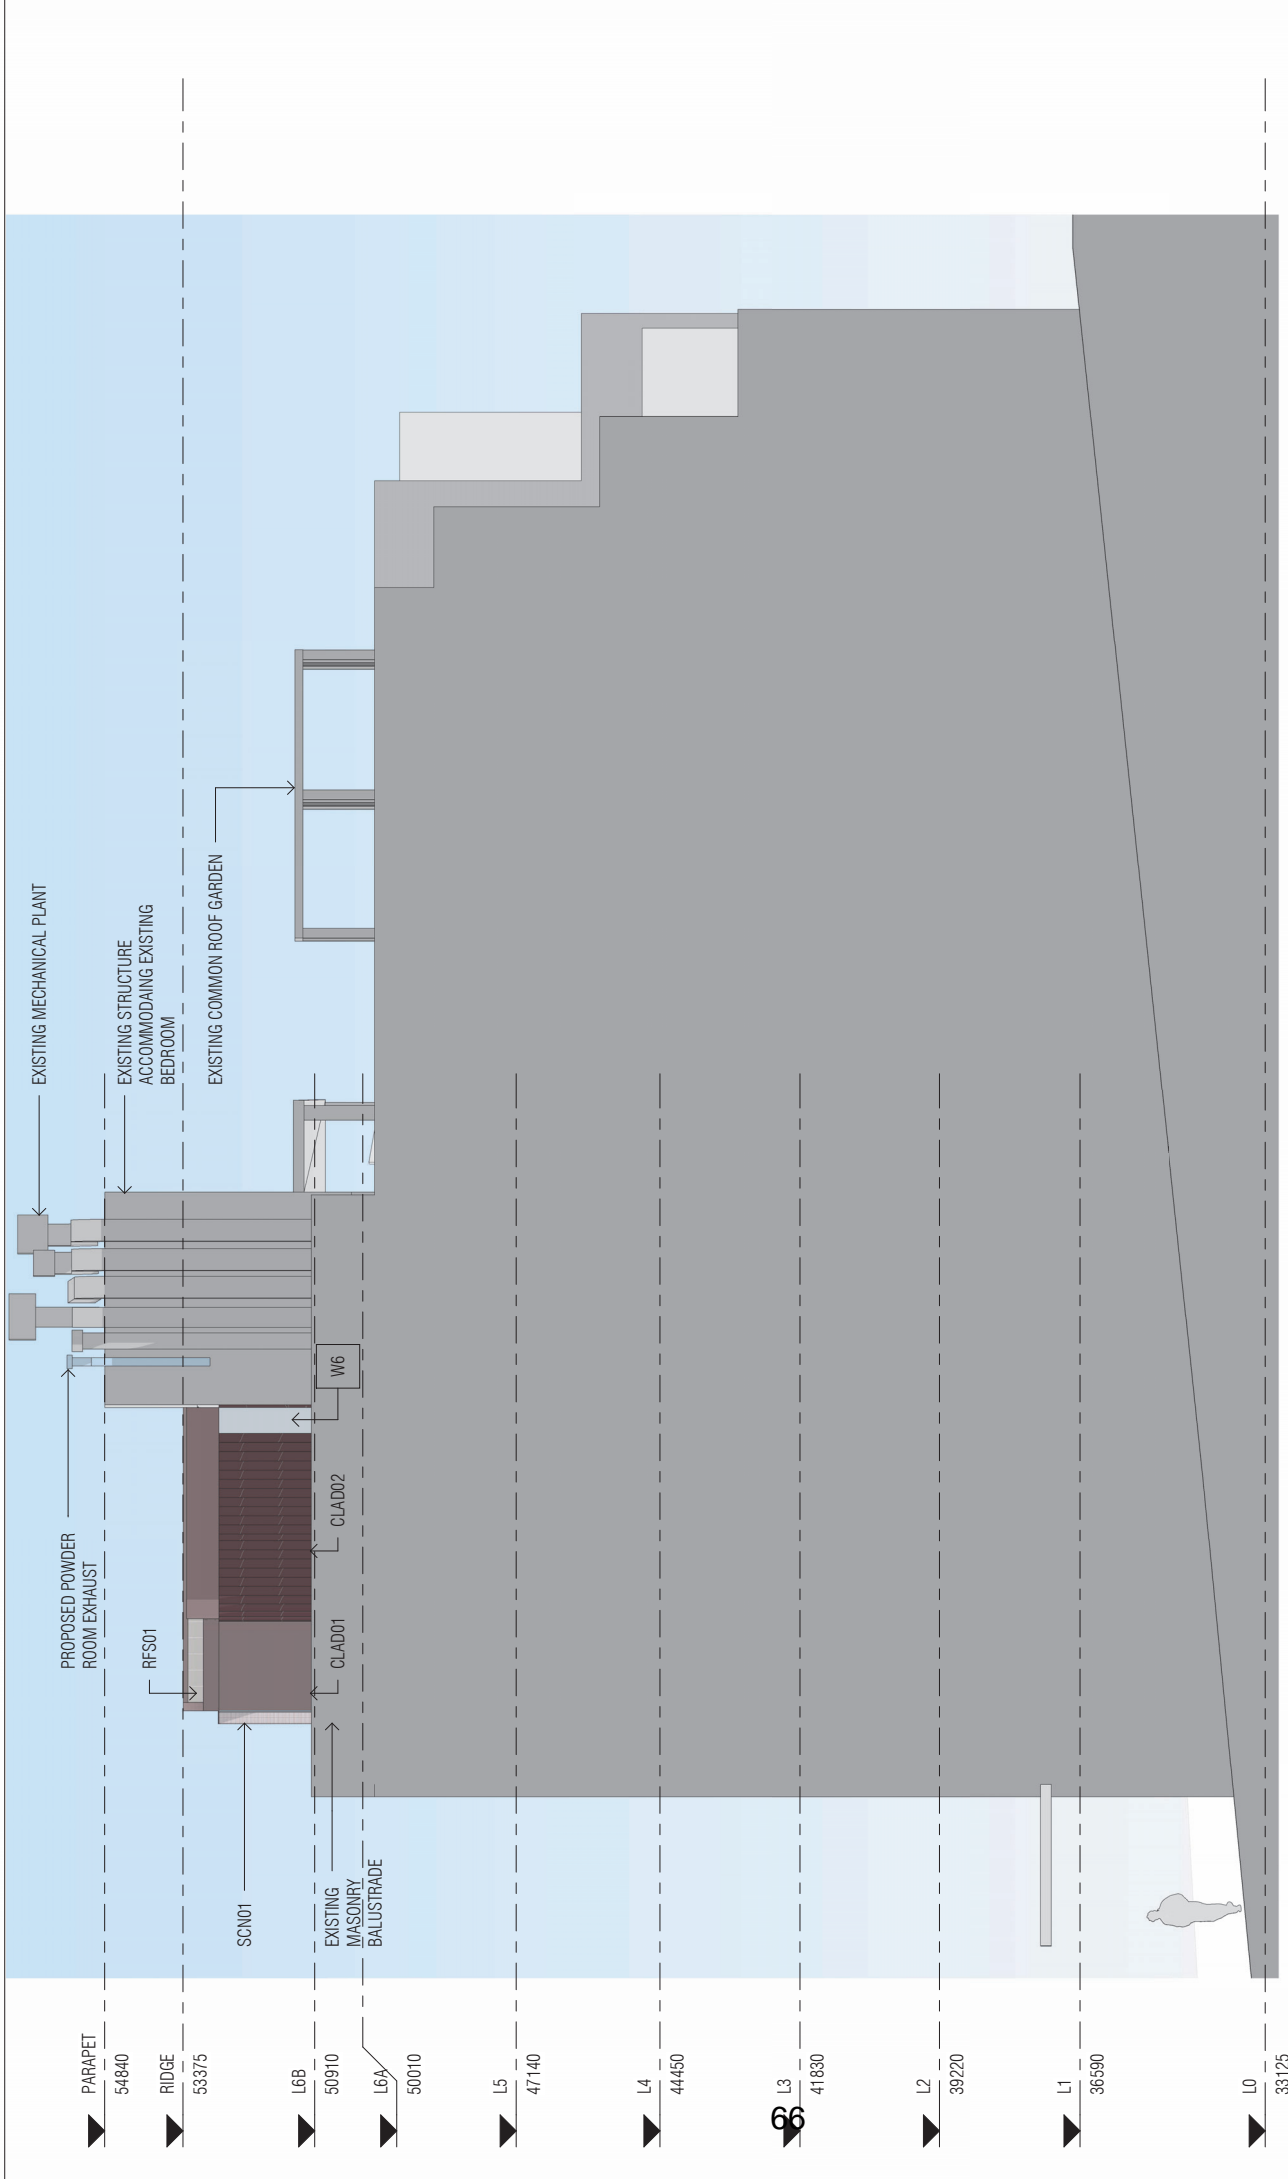 EXISTING MECHANICAL PLANT
EXISTING STRUCTURE
ACCOMMODAING EXISTING
BEDROOM
EXISTING COMMON ROOF GARDEN
PROPOSED POWDER
ROOM EXHAUST
RFS01
W6
CLAD02
CLAD01
SCN01
EXISTING
MASONRY
BALUSTRADE
PARAPET
54840
RIDGE
53375
L6B
50910
L6A
50010
L5
47140
L4
44450
L3
41830
L2
39220
L1
36590
L0
33125
66